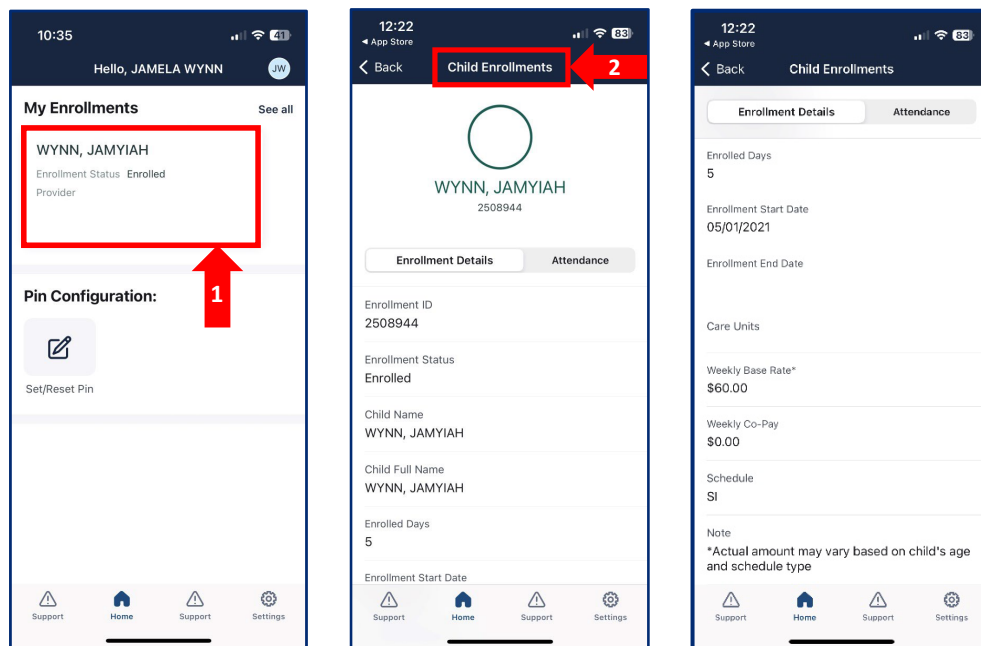 10:35
41
Hello, JAMELA WYNN
JW
My Enrollments
See all
WYNN, JAMYIAH
Enrollment Status Enrolled
Provider
1
Pin Configuration:
Set/Reset Pin
Support
Home
Support
Settings
12:22
App Store
83
Back
Child Enrollments
2
WYNN, JAMYIAH
2508944
Enrollment Details
Attendance
Enrollment ID
2508944
Enrollment Status
Enrolled
Child Name
WYNN, JAMYIAH
Child Full Name
WYNN, JAMYIAH
Enrolled Days
5
Enrollment Start Date
Support
Home
Support
Settings
12:22
App Store
83
Back
Child Enrollments
Enrollment Details
Attendance
Enrolled Days
5
Enrollment Start Date
05/01/2021
Enrollment End Date
Care Units
Weekly Base Rate*
$60.00
Weekly Co-Pay
$0.00
Schedule
SI
Note
*Actual amount may vary based on child's age
and schedule type
Support
Home
Support
Settings